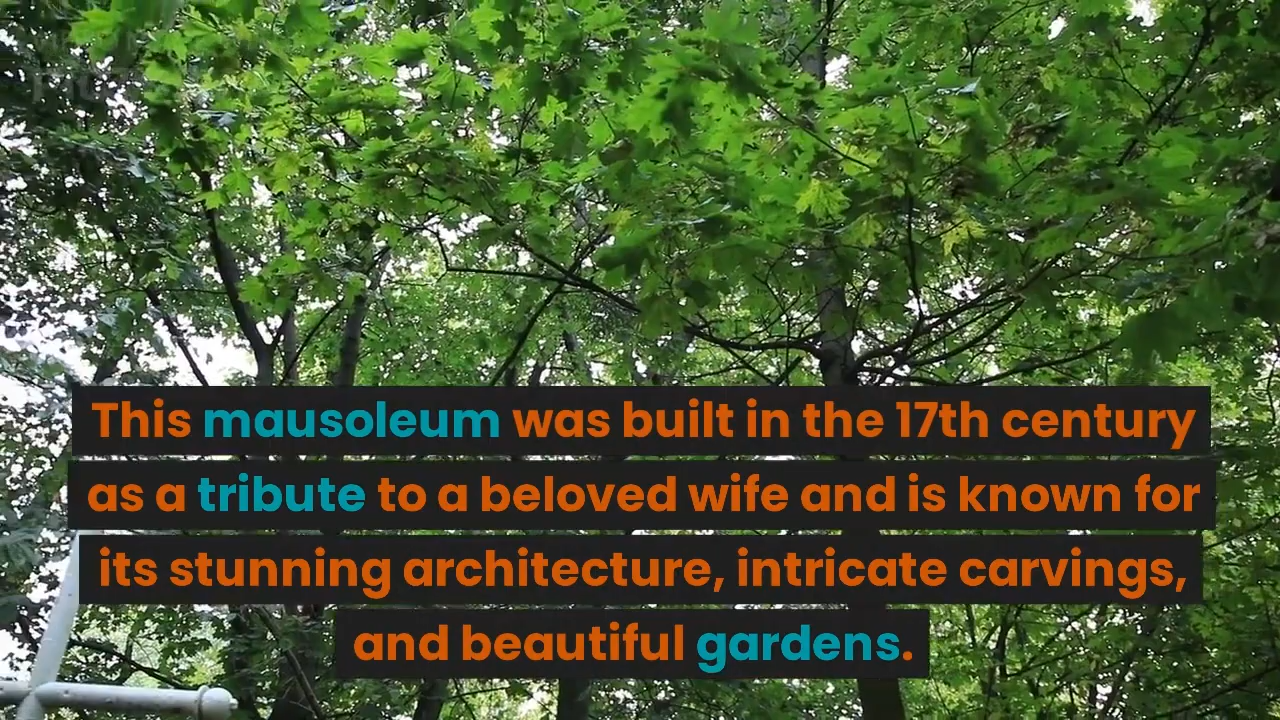 This mausoleum was built in the 17th century
as a tribute to a beloved wife and is known for
its stunning architecture, intricate carvings,
and beautiful gardens.